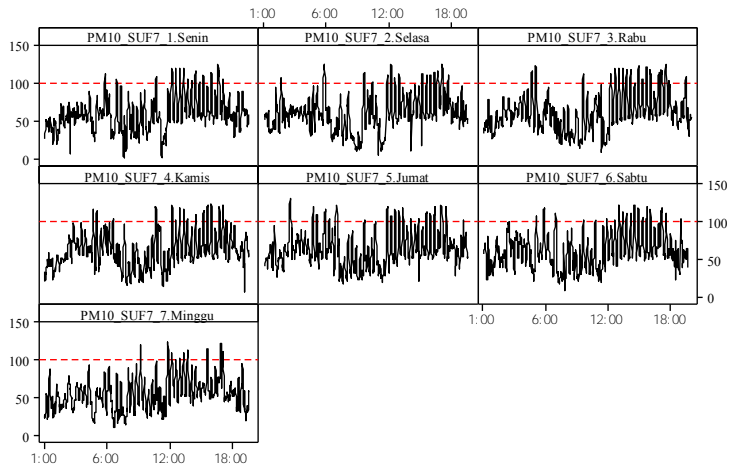 1:00 6:00 12:00 18:00
PM10_SUF7_1.Senin PM10_SUF7_2.Selasa PM10_SUF7_3.Rabu
150
100
50
0
PM10_SUF7_4.Kamis PM10_SUF7_5.Jumat PM10_SUF7_6.Sabtu
150
100
50
0
1:00 6:00 12:00 18:00
PM10_SUF7_7.Minggu
150
100
50
0
1:00 6:00 12:00 18:00